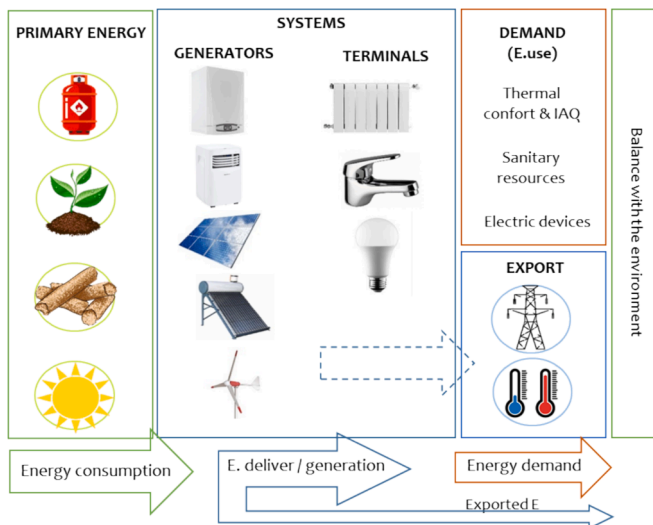 PRIMARY ENERGY
SYSTEMS
GENERATORS
TERMINALS
DEMAND
(E.use)
Thermal
confort & IAQ
Sanitary
resources
Electric devices
EXPORT
Balance with the environment
Energy consumption
E. deliver / generation
Energy demand
Exported E